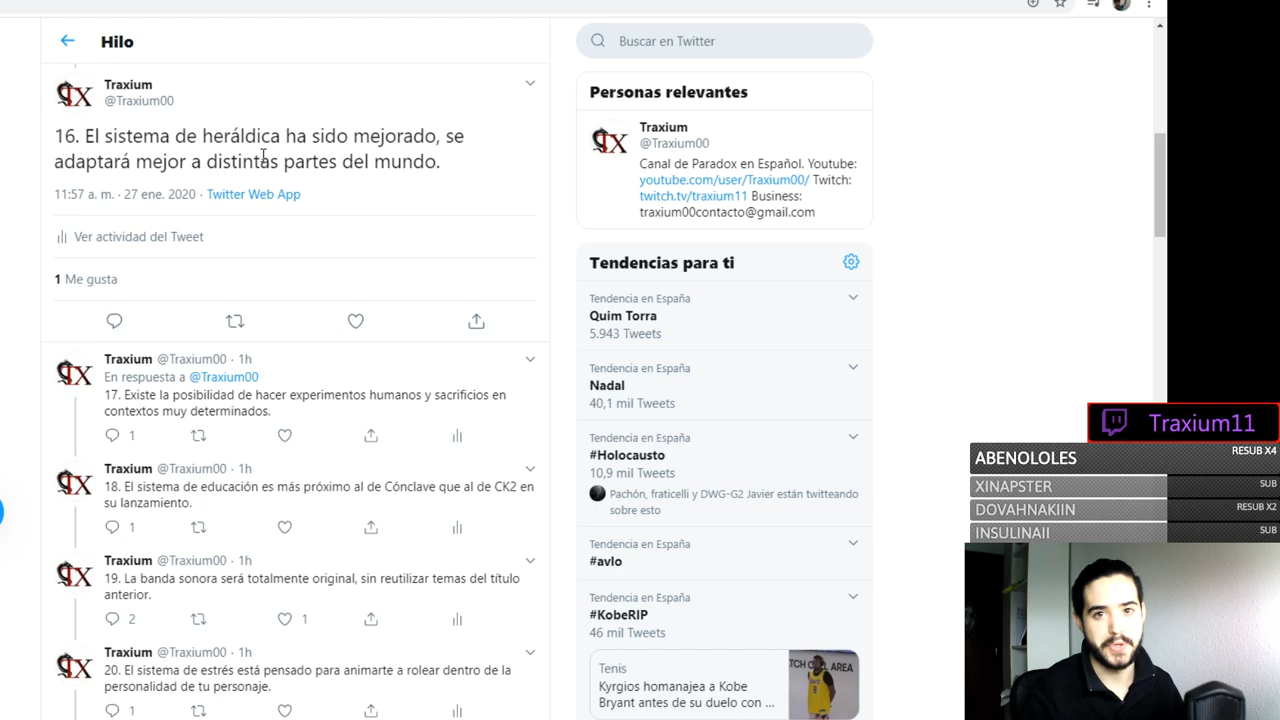 Hilo
Traxium
@Traxium00
16. El sistema de heráldica ha sido mejorado, se
adaptará mejor a distintas partes del mundo.
11:57 a. m. · 27 ene. 2020 · Twitter Web App
Ver actividad del Tweet
1 Me gusta
Traxium @Traxium00 · 1h
En respuesta a @Traxium00
17. Existe la posibilidad de hacer experimentos humanos y sacrificios en
contextos muy determinados.
1
Traxium @Traxium00 · 1h
18. El sistema de educación es más próximo al de Cónclave que al de CK2 en
su lanzamiento.
1
Traxium @Traxium00 · 1h
19. La banda sonora será totalmente original, sin reutilizar temas del título
anterior.
2 1
Traxium @Traxium00 · 1h
20. El sistema de estrés está pensado para animarte a rolear dentro de la
personalidad de tu personaje.
1
Buscar en Twitter
Personas relevantes
Traxium
@Traxium00
Canal de Paradox en Español. Youtube:
youtube.com/user/Traxium00/ Twitch:
twitch.tv/traxium11 Business:
traxium00contacto@gmail.com
Tendencias para ti
Tendencia en España
Quim Torra
5.943 Tweets
Tendencia en España
Nadal
40,1 mil Tweets
Tendencia en España
#Holocausto
10,9 mil Tweets
Pachón, fraticelli y DWG-G2 Javier están twitteando
sobre esto
Tendencia en España
#avlo
Tendencia en España
#KobeRIP
46 mil Tweets
Tenis
Kyrgios homanajea a Kobe
Bryant antes de su duelo con ...
Traxium11
ABENOLOLES RESUB X4
XINAPSTER SUB
DOVAHNAKIIN RESUB X2
INSULINAII SUB